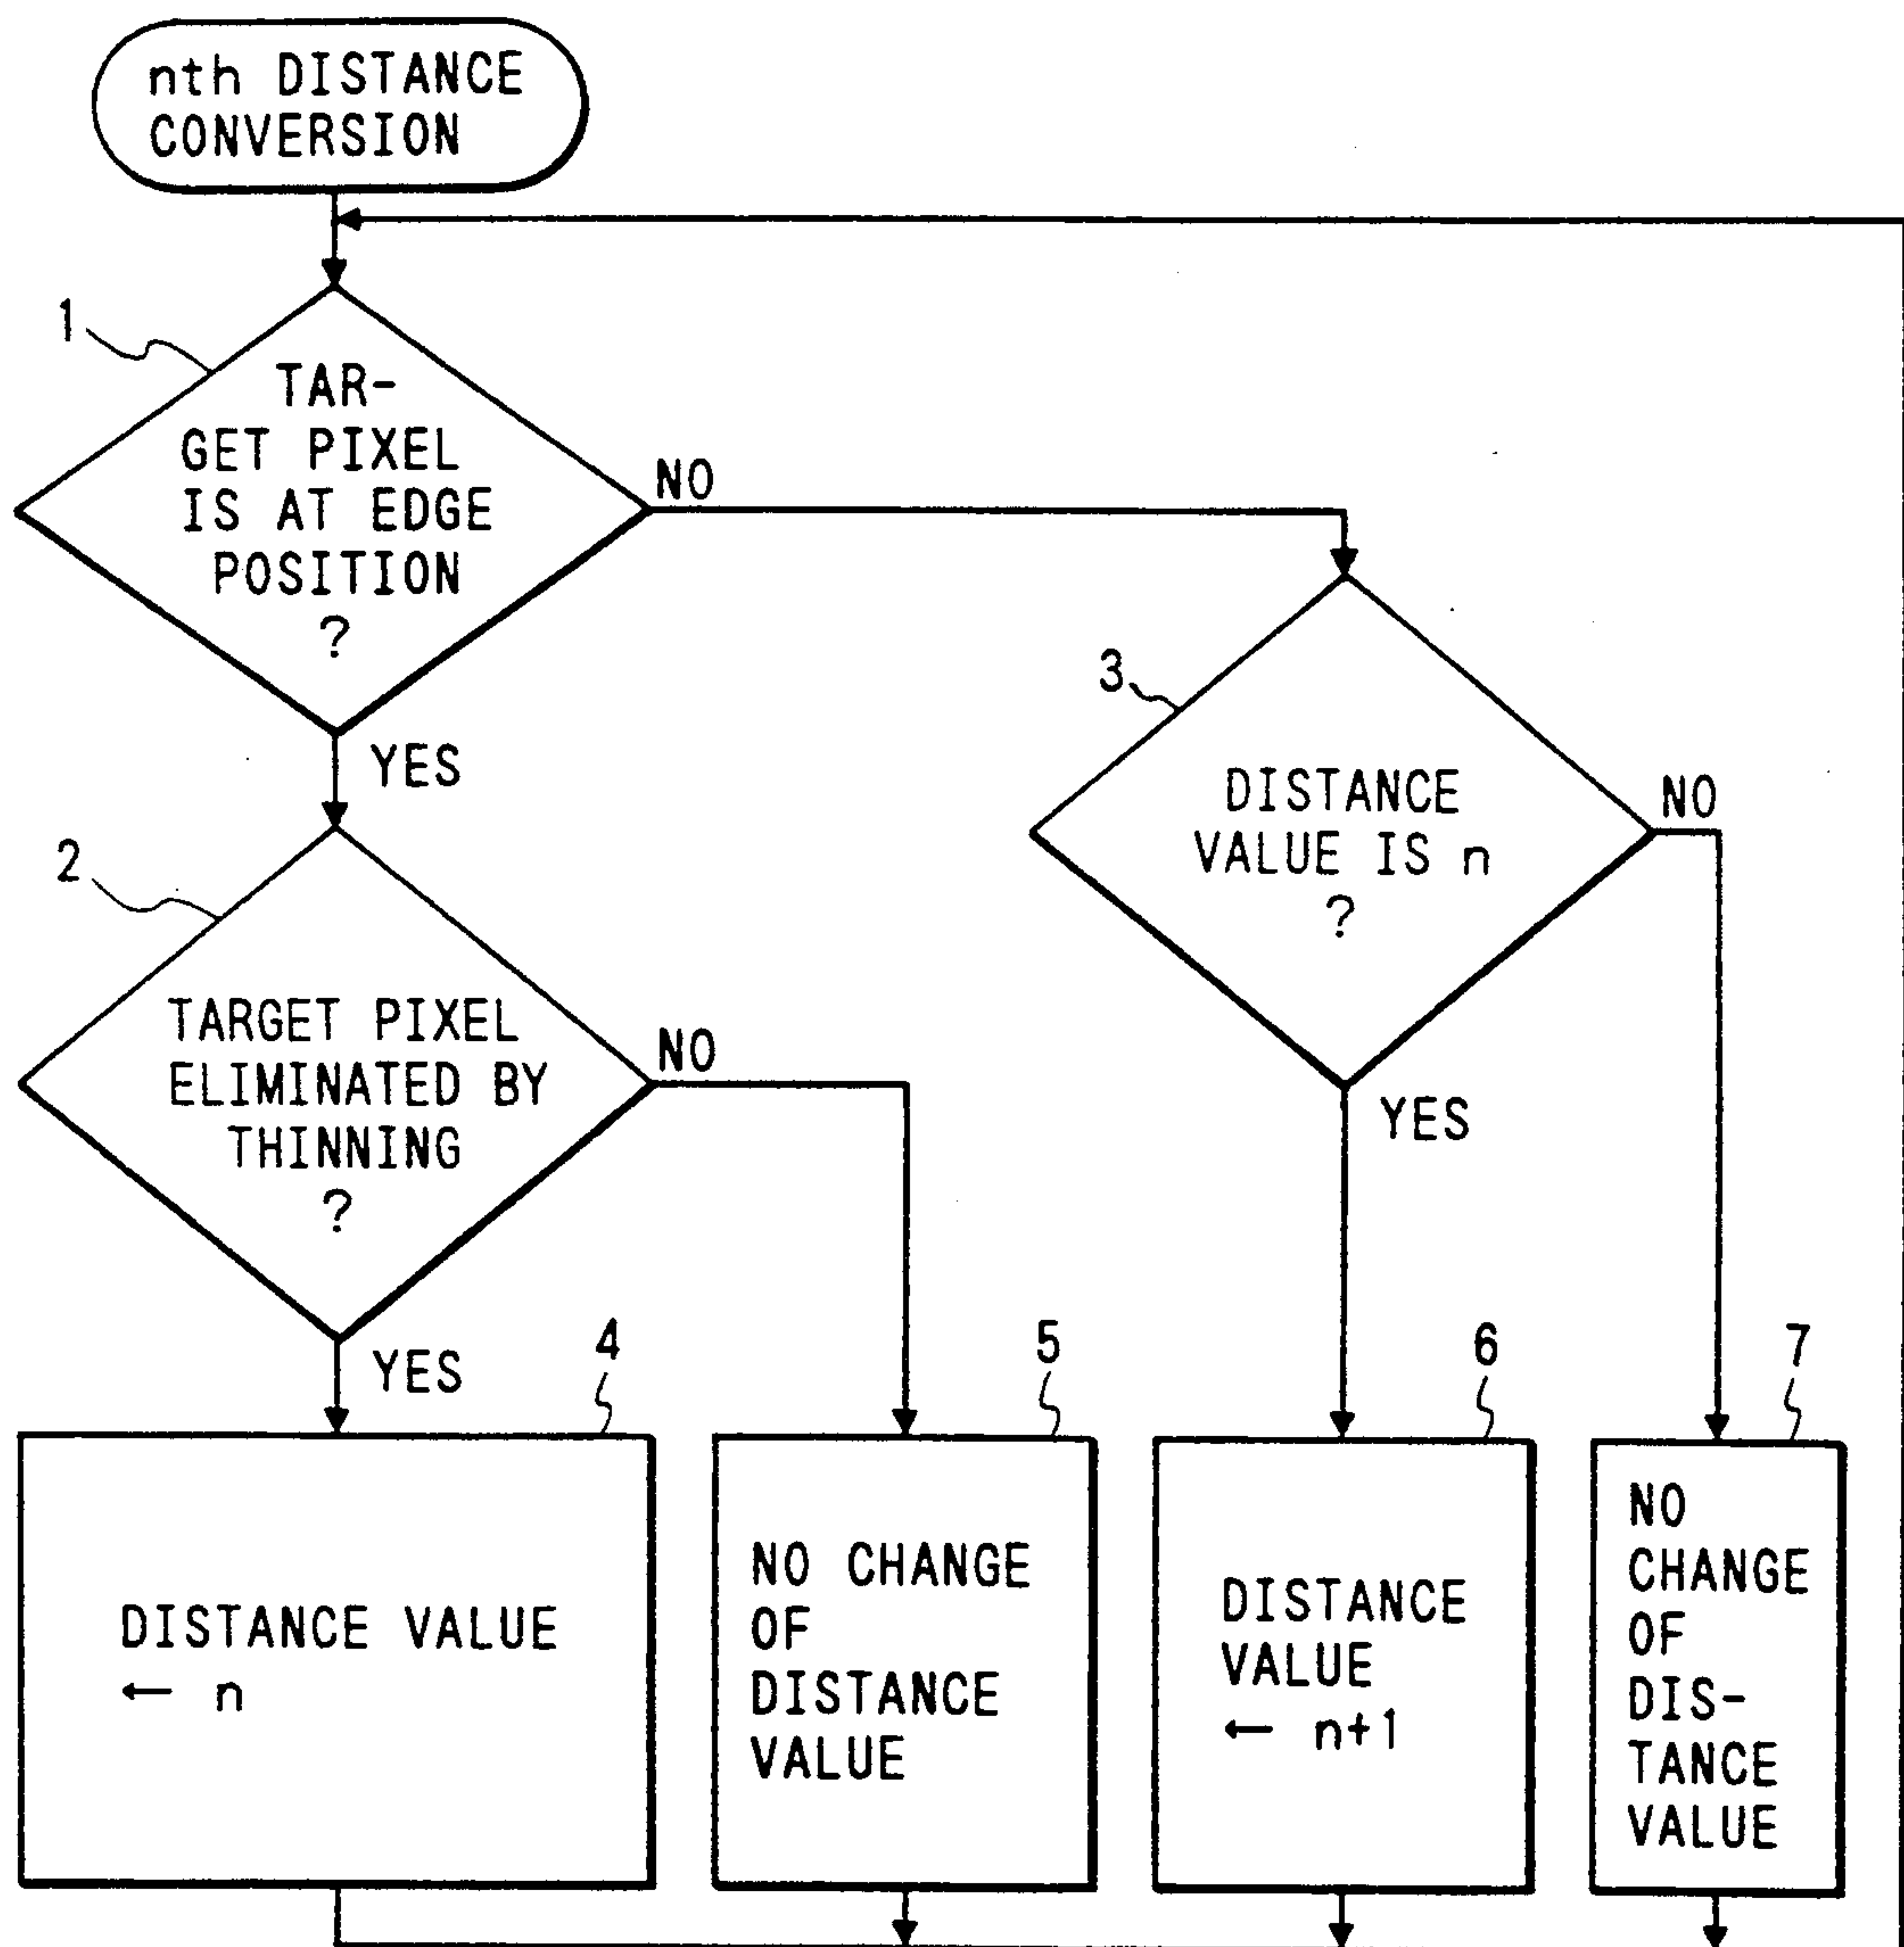 nth DISTANCE
CONVERSION
1
TAR-
GET PIXEL
IS AT EDGE
POSITION
?
NO
YES
3
DISTANCE
VALUE IS n
?
NO
YES
2
TARGET PIXEL
ELIMINATED BY
THINNING
?
NO
YES
4
DISTANCE VALUE
← n
5
NO CHANGE
OF
DISTANCE
VALUE
6
DISTANCE
VALUE
← n+1
7
NO
CHANGE
OF
DIS-
TANCE
VALUE